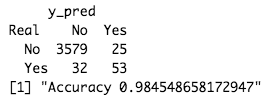 y_pred
Real No Yes
No 3579 25
Yes 32 53
[1] "Accuracy 0.984548658172947"